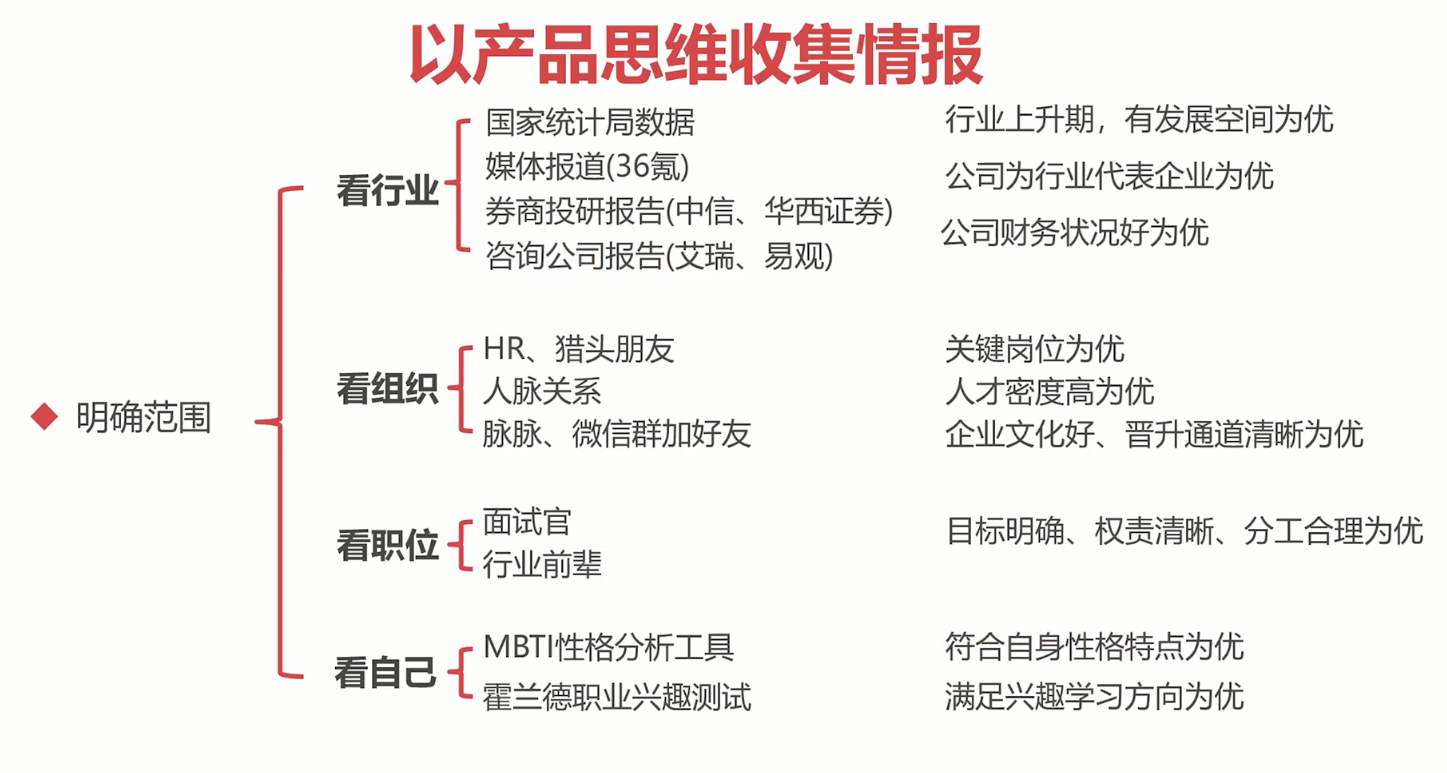 以产品思维收集情报
明确范围
看行业
国家统计局数据
媒体报道(36氪)
券商投研报告(中信、华西证券)
咨询公司报告(艾瑞、易观)
行业上升期，有发展空间为优
公司为行业代表企业为优
公司财务状况好为优
看组织
HR、猎头朋友
人脉关系
脉脉、微信群加好友
关键岗位为优
人才密度高为优
企业文化好、晋升通道清晰为优
看职位
面试官
行业前辈
目标明确、权责清晰、分工合理为优
看自己
MBTI性格分析工具
霍兰德职业兴趣测试
符合自身性格特点为优
满足兴趣学习方向为优